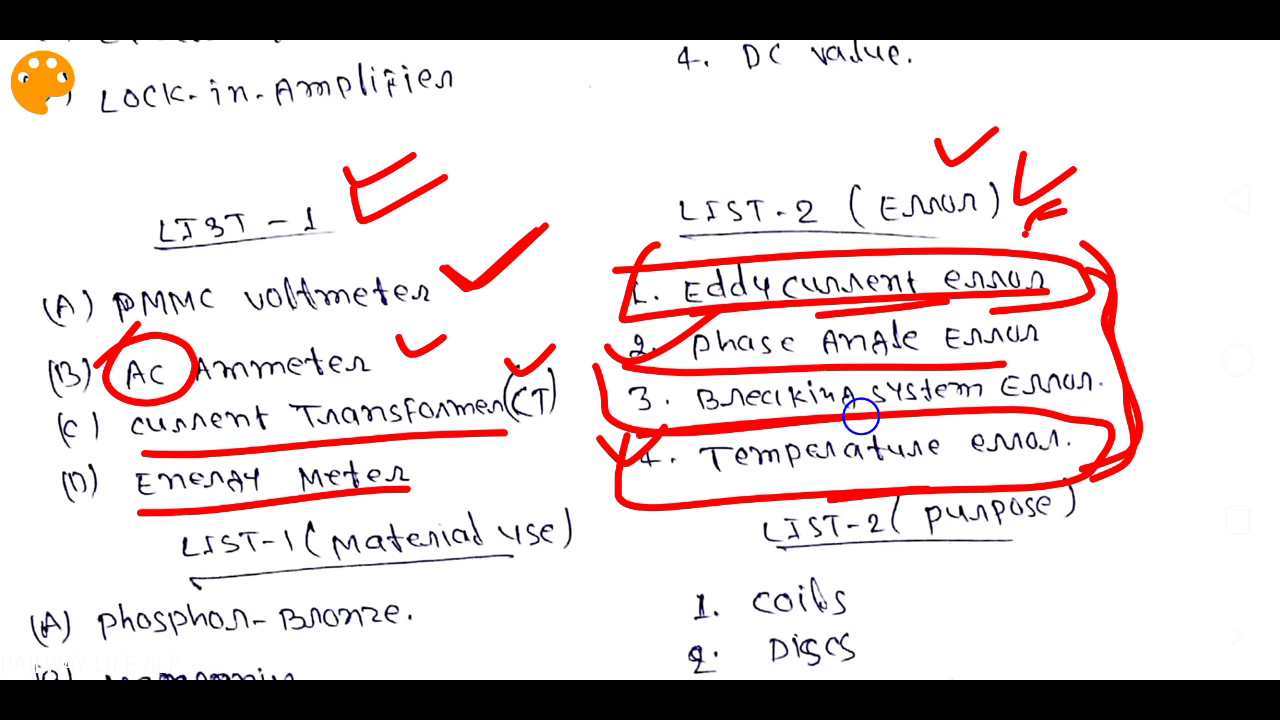 LOCK-in-Amplifier
4. DC value.
LIST-1
(A) PMMC voltmeter
(B) AC Ammeter
(C) Current Transformer (CT)
(D) Energy Meter
LIST-2 (Error)
1. Eddy current error
2. Phase Angle Error
3. Breaking system Error.
4. Temperature error.
LIST-1 (Material use)
(A) Phosphor-Bronze.
LIST-2 (purpose)
1. coils
2. Discs